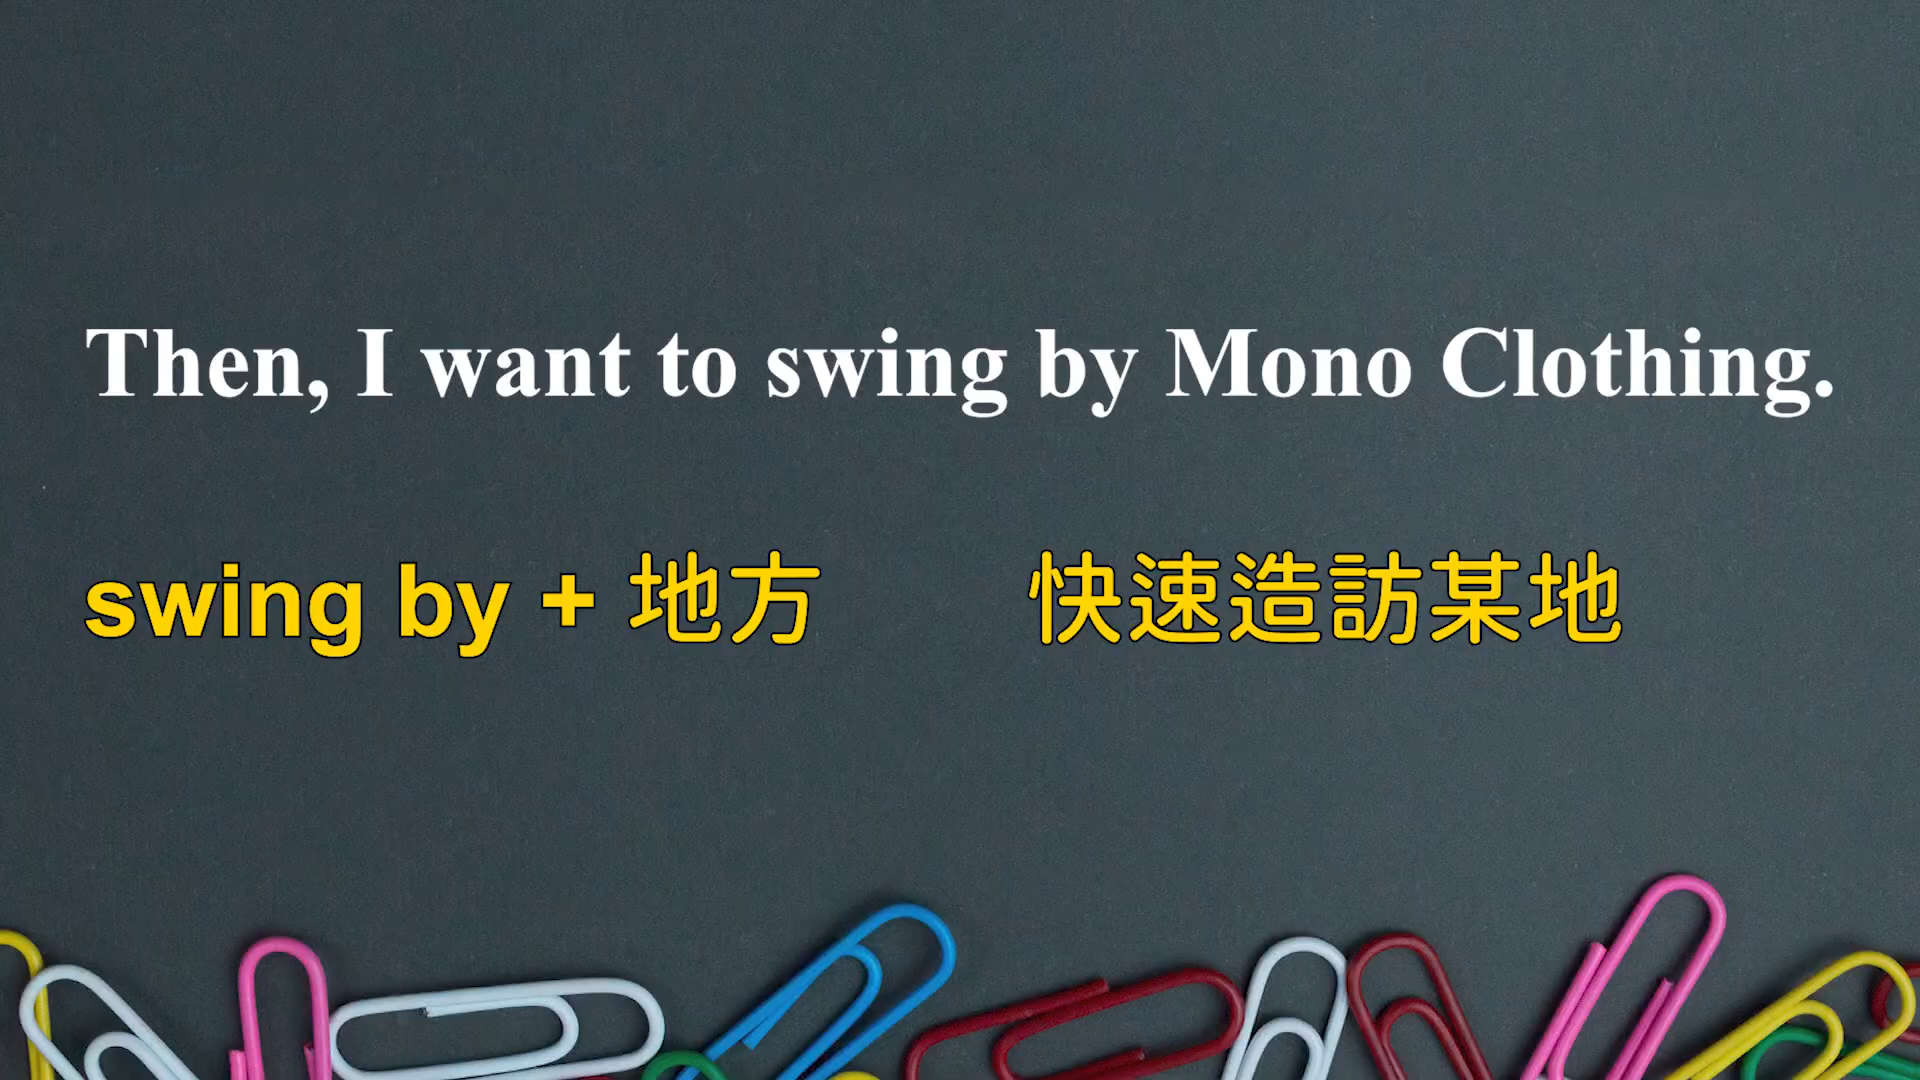 Then, I want to swing by Mono Clothing.
swing by + 地方 快速造訪某地